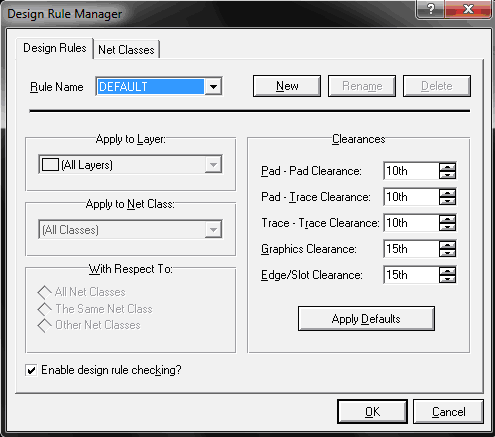 Design Rule Manager
Design Rules Net Classes
Rule Name DEFAULT New Rename Delete
Apply to Layer:
(All Layers)
Apply to Net Class:
(All Classes)
With Respect To:
All Net Classes
The Same Net Class
Other Net Classes
Clearances
Pad - Pad Clearance: 10th
Pad - Trace Clearance: 10th
Trace - Trace Clearance: 10th
Graphics Clearance: 15th
Edge/Slot Clearance: 15th
Apply Defaults
Enable design rule checking?
OK Cancel